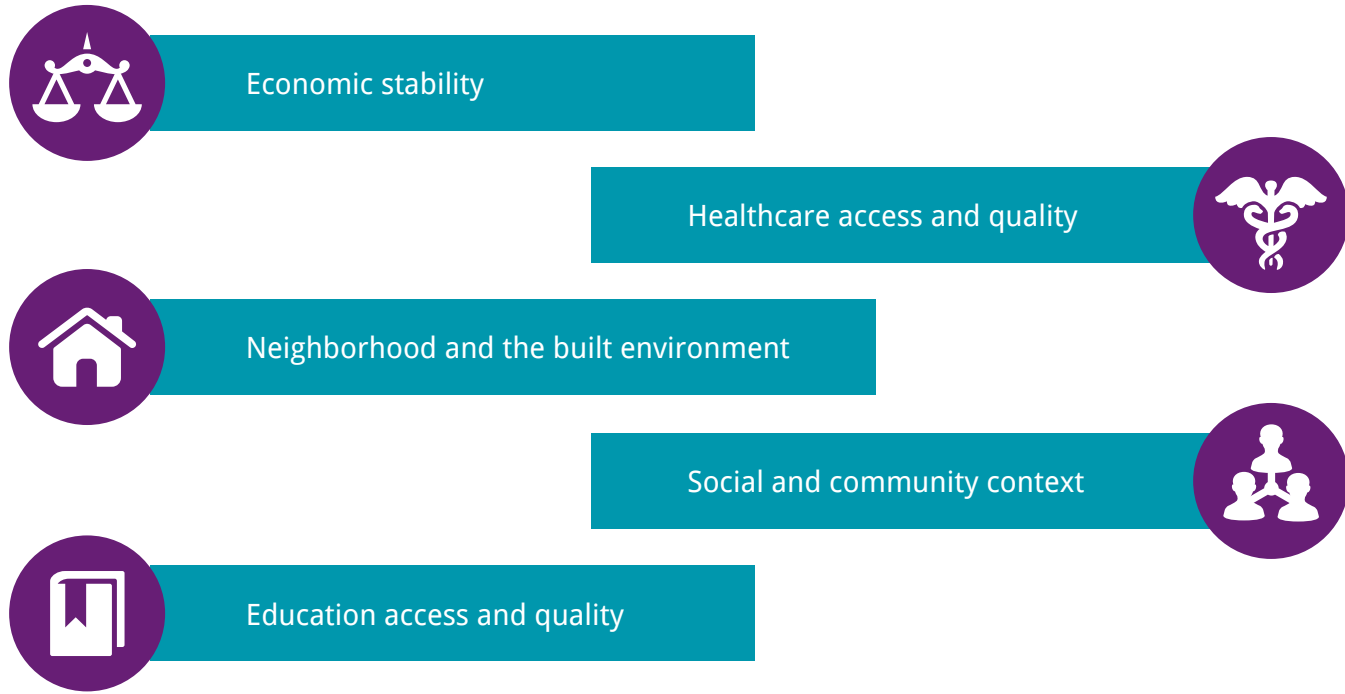 Economic stability
Healthcare access and quality
Neighborhood and the built environment
Social and community context
Education access and quality